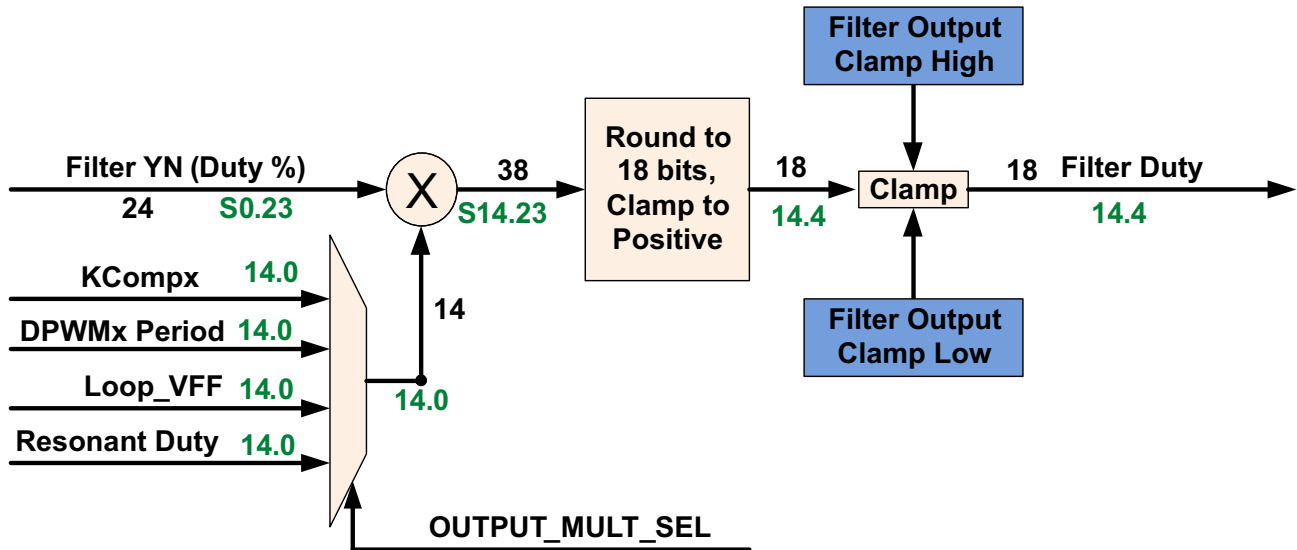 Filter Output
Clamp High
Filter YN (Duty %)
24
S0.23
X
38
S14.23
Round to
18 bits,
Clamp to
Positive
18
14.4
Clamp
18
Filter Duty
14.4
KCompx
14.0
DPWMx Period
14.0
Loop_VFF
14.0
Resonant Duty
14.0
14
14.0
Filter Output
Clamp Low
OUTPUT_MULT_SEL